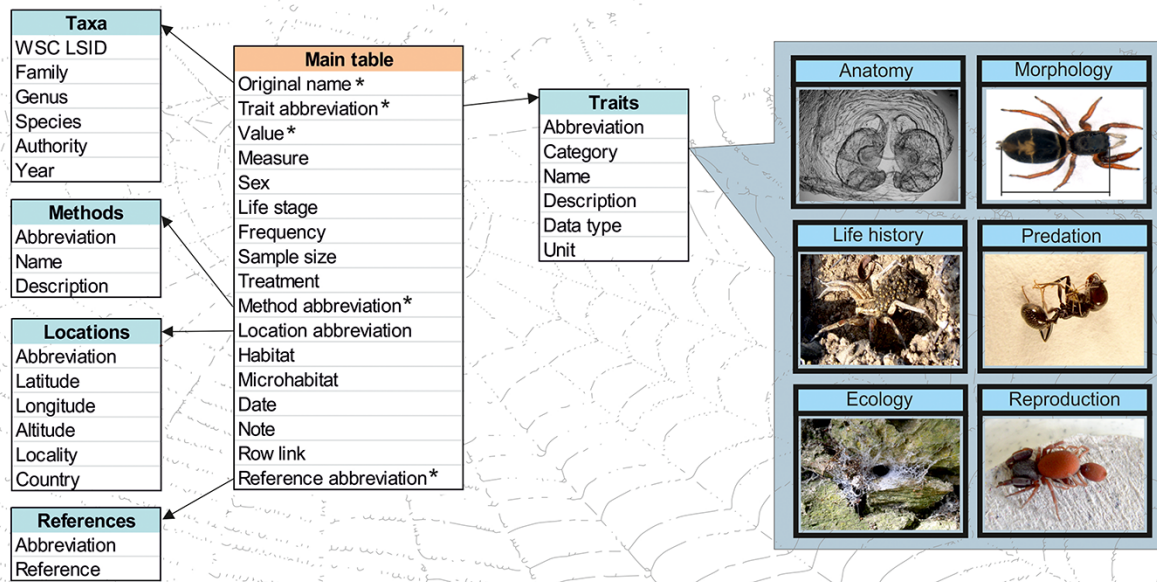 Taxa
WSC LSID
Family
Genus
Species
Authority
Year
Methods
Abbreviation
Name
Description
Locations
Abbreviation
Latitude
Longitude
Altitude
Locality
Country
References
Abbreviation
Reference
Main table
Original name *
Trait abbreviation *
Value *
Measure
Sex
Life stage
Frequency
Sample size
Treatment
Method abbreviation *
Location abbreviation
Habitat
Microhabitat
Date
Note
Row link
Reference abbreviation *
Traits
Abbreviation
Category
Name
Description
Data type
Unit
Anatomy
Morphology
Life history
Predation
Ecology
Reproduction